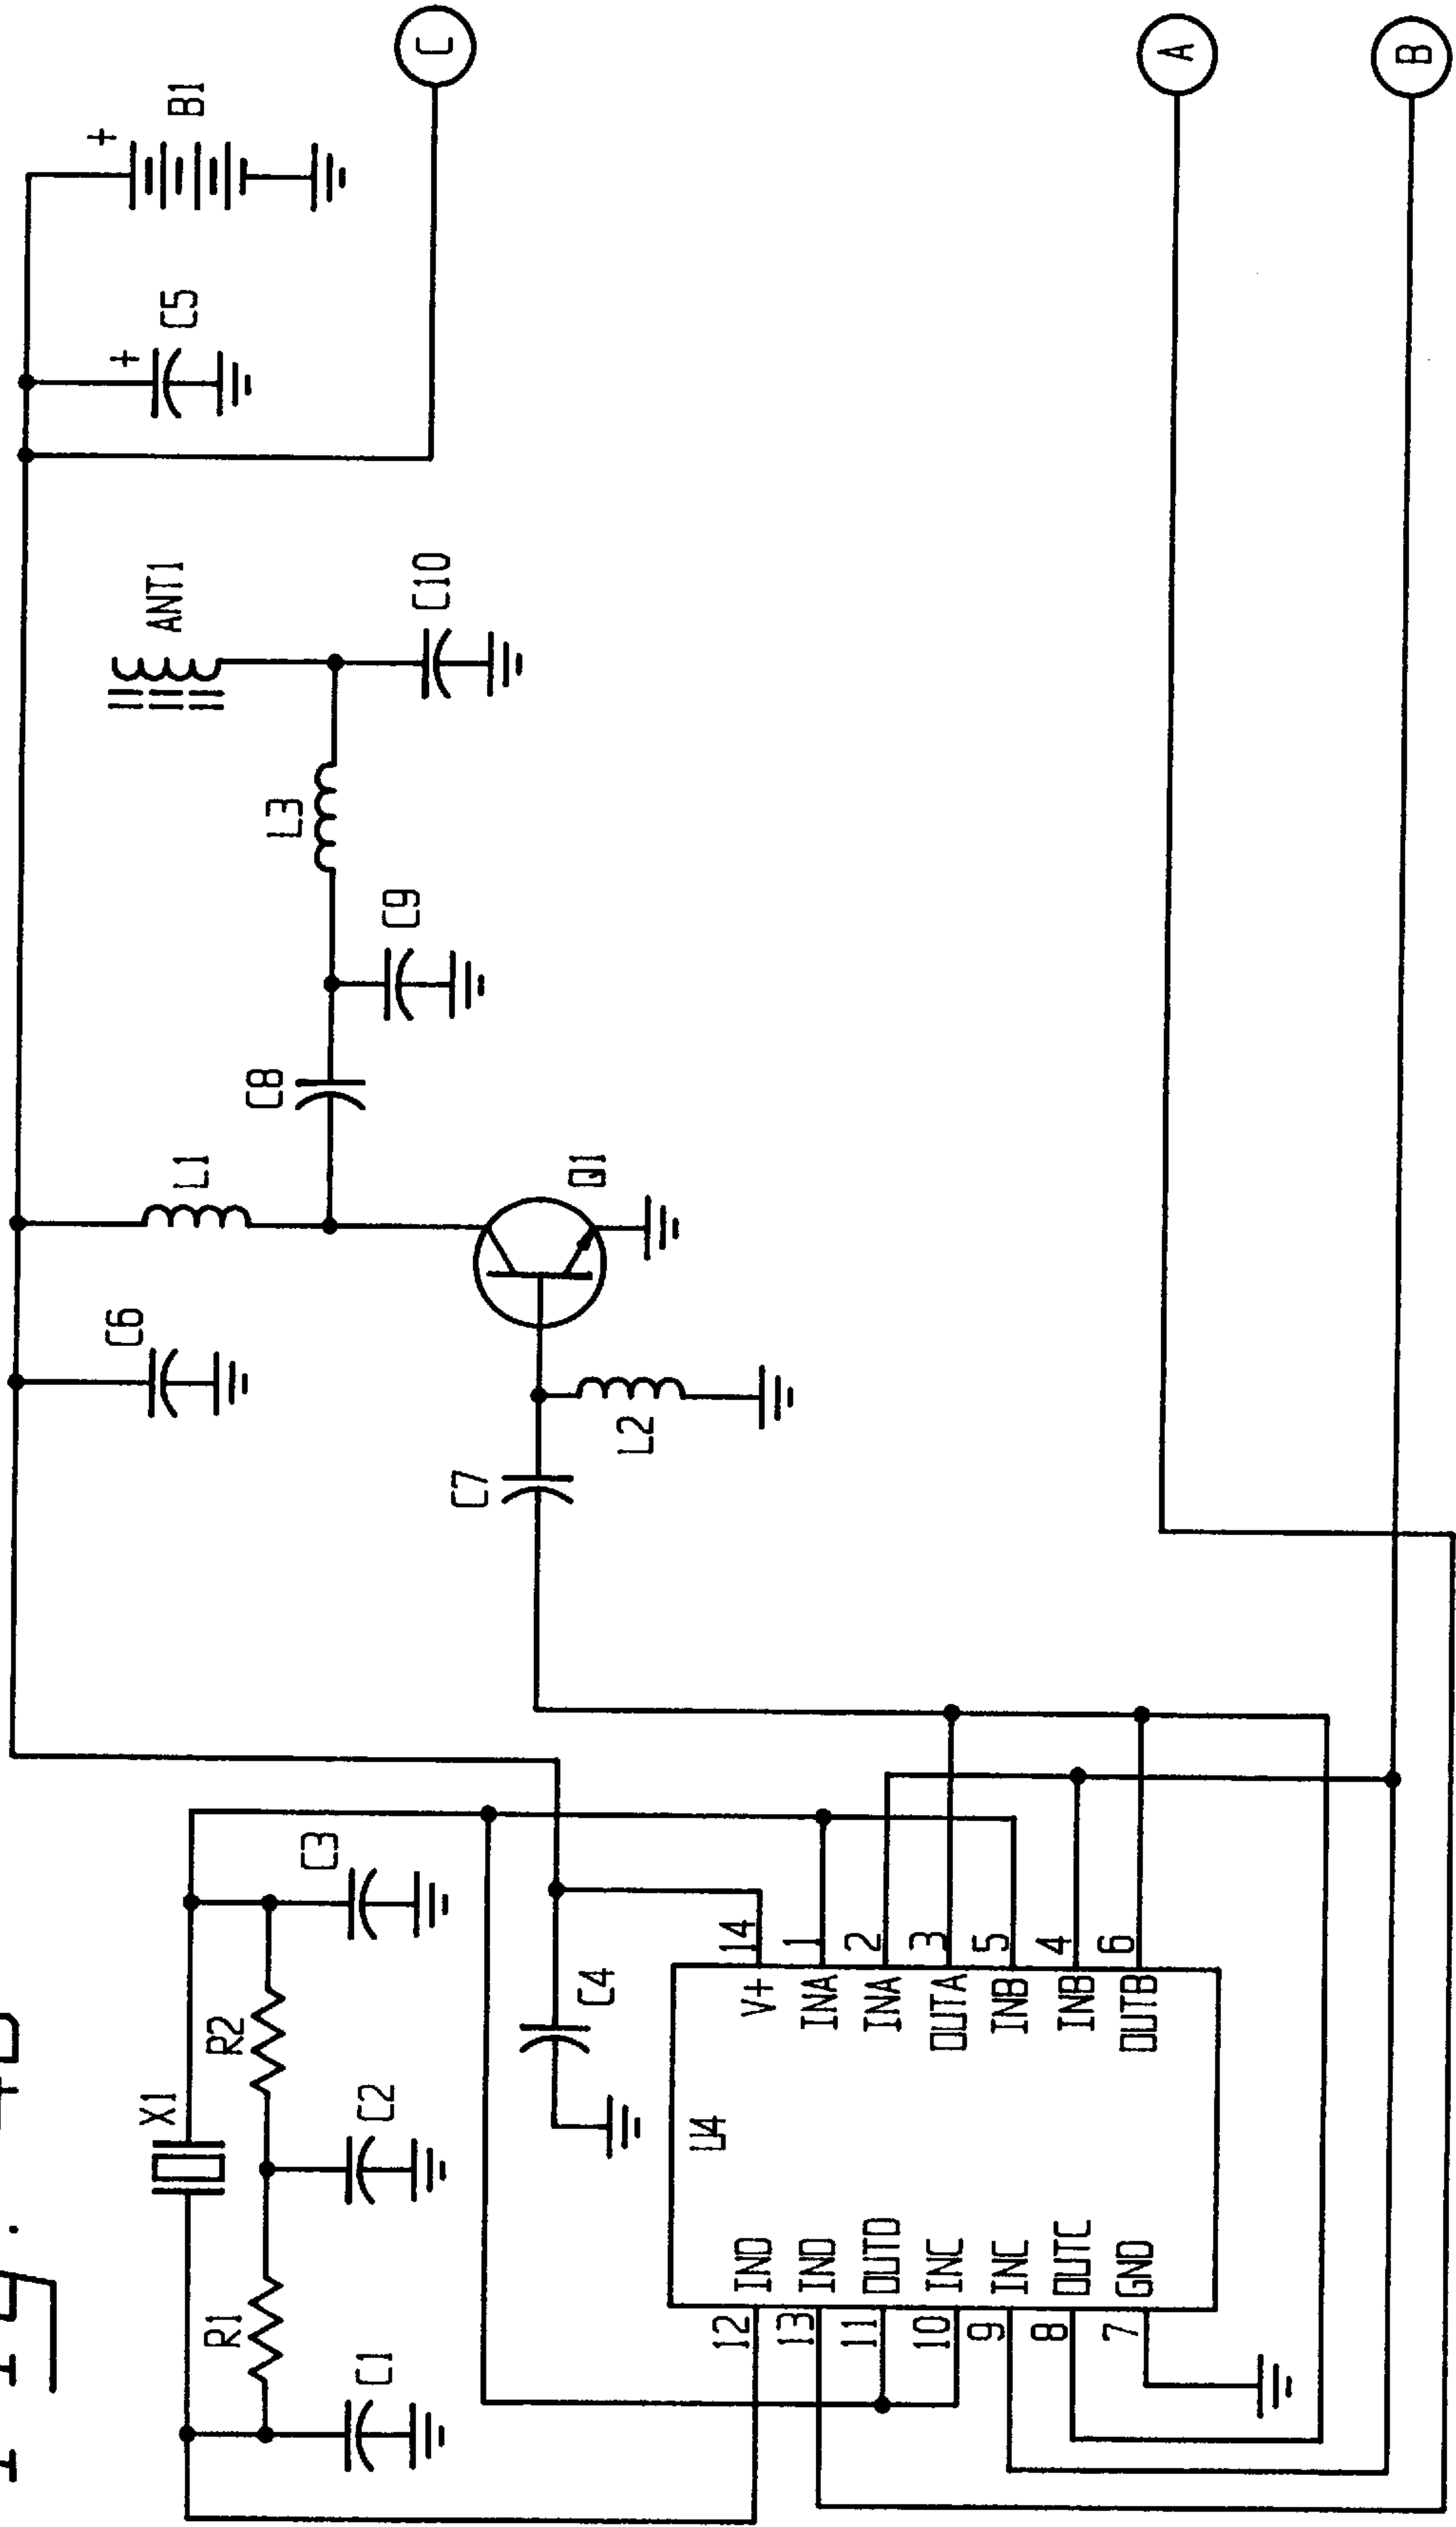 X1
R1
R2
C1
C2
C3
C4
C6
L1
C8
C9
L3
ANT1
C10
C5
+
B1
+
C
C7
L2
Q1
U4
12 IND
13 IND
11 OUTD
10 INC
9 INC
8 OUTC
7 GND
V+ 14
INA 1
INA 2
OUTA 3
INB 5
INB 4
OUTB 6
A
B